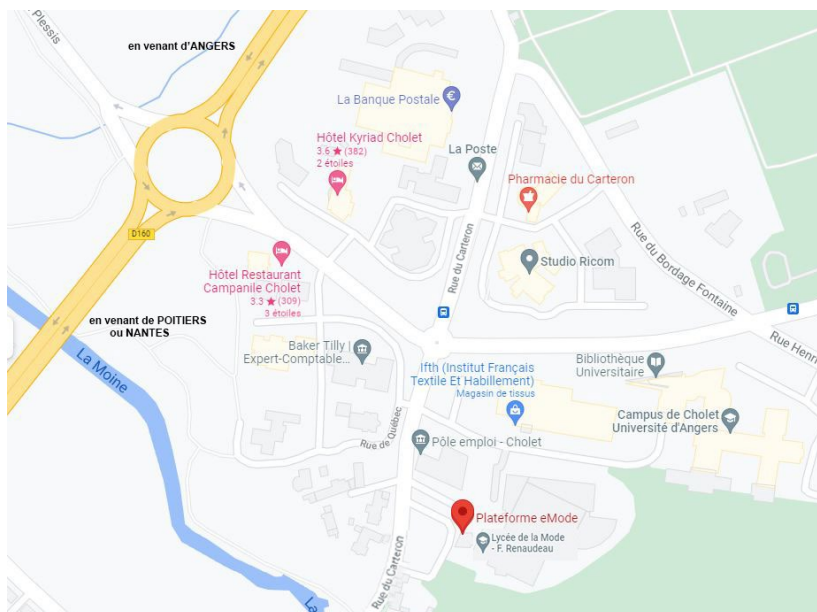 Plessis
en venant d'ANGERS
La Banque Postale
Hôtel Kyriad Cholet
3.6 ★ (382)
2 étoiles
La Poste
Pharmacie du Carteron
D160
Rue du Carteron
Studio Ricom
Rue du Bordage Fontaine
Hôtel Restaurant
Campanile Cholet
3.3 ★ (309)
3 étoiles
en venant de POITIERS
ou NANTES
La Moine
Baker Tilly |
Expert-Comptable...
Ifth (Institut Français
Textile Et Habillement)
Magasin de tissus
Bibliothèque
Universitaire
Rue Henri
Campus de Cholet
Université d'Angers
Rue de Québec
Pôle emploi - Cholet
Plateforme eMode
Lycée de la Mode
- F. Renaudeau
Rue du Carteron
La